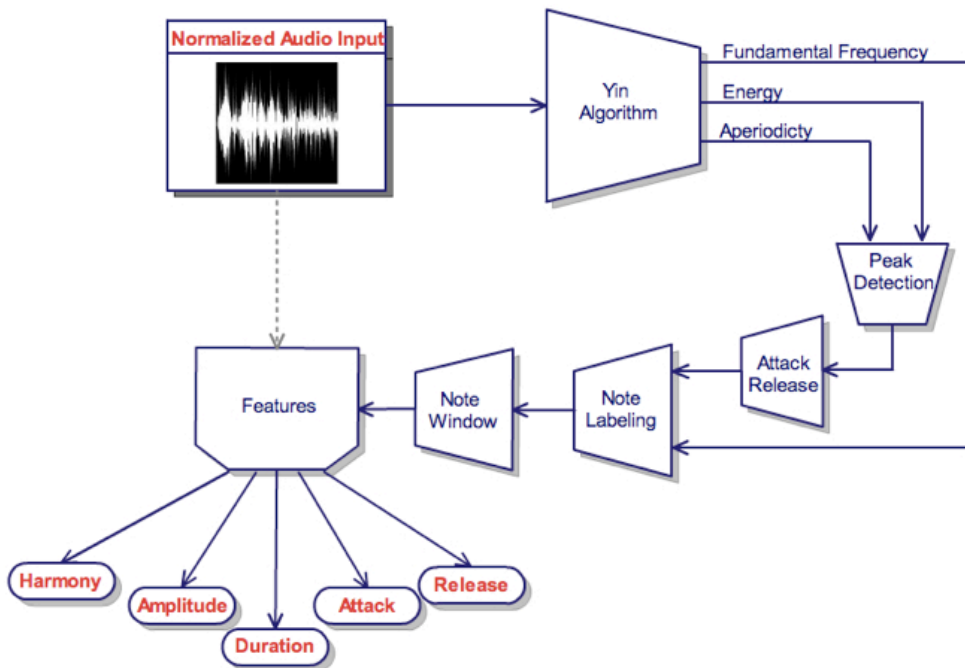 Normalized Audio Input
Yin
Algorithm
Fundamental Frequency
Energy
Aperiodicty
Peak
Detection
Attack
Release
Note
Labeling
Note
Window
Features
Harmony
Amplitude
Duration
Attack
Release